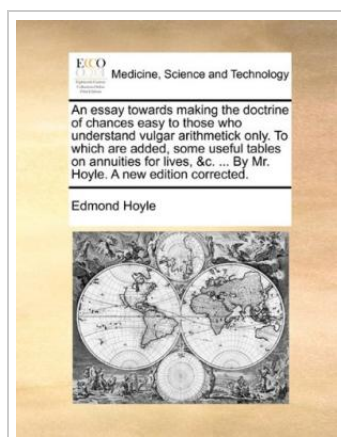 ECCO
Medicine, Science and Technology
An essay towards making the doctrine
of chances easy to those who
understand vulgar arithmetick only. To
which are added, some useful tables
on annuities for lives, &c. ... By Mr.
Hoyle. A new edition corrected.
Edmond Hoyle